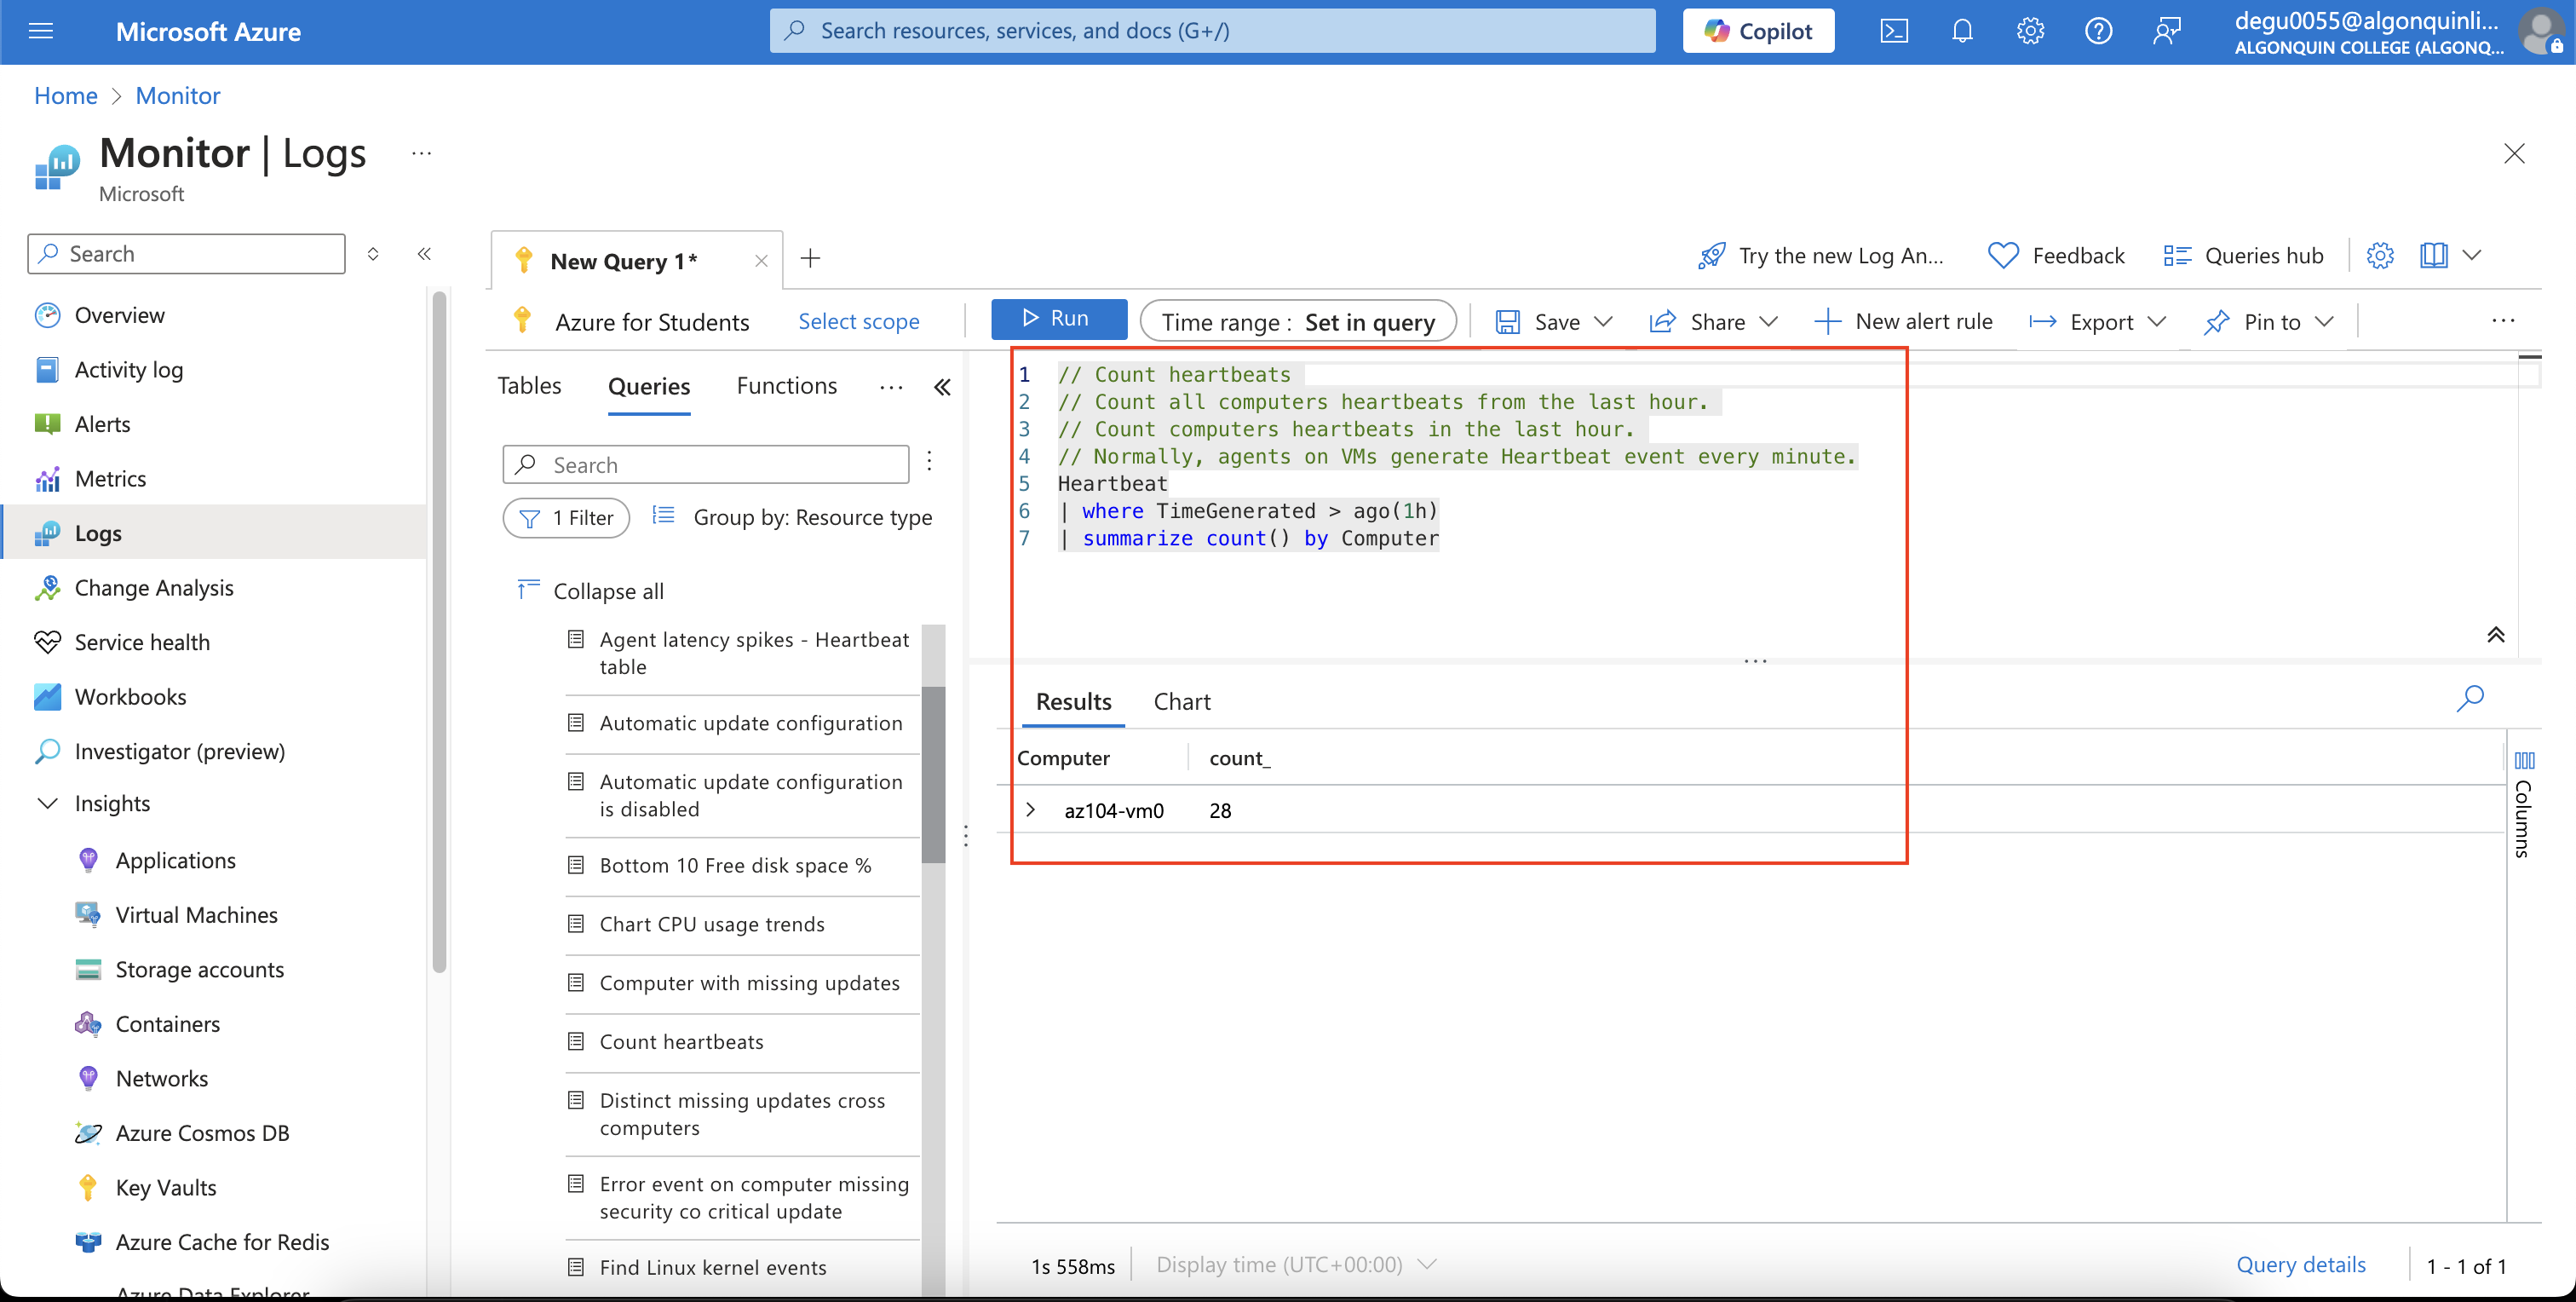 Microsoft Azure
Search resources, services, and docs (G+/)
Copilot
degu0055@algonquinli...
ALGONQUIN COLLEGE (ALGONQ...
Home > Monitor
Monitor | Logs ...
Microsoft
Search
Overview
Activity log
Alerts
Metrics
Logs
Change Analysis
Service health
Workbooks
Investigator (preview)
Insights
Applications
Virtual Machines
Storage accounts
Containers
Networks
Azure Cosmos DB
Key Vaults
Azure Cache for Redis
Azure Data Explorer
New Query 1*
Try the new Log An...
Feedback
Queries hub
Azure for Students
Select scope
Run
Time range : Set in query
Save
Share
New alert rule
Export
Pin to
Tables
Queries
Functions
Search
1 Filter
Group by: Resource type
Collapse all
Agent latency spikes - Heartbeat
table
Automatic update configuration
Automatic update configuration
is disabled
Bottom 10 Free disk space %
Chart CPU usage trends
Computer with missing updates
Count heartbeats
Distinct missing updates cross
computers
Error event on computer missing
security co critical update
Find Linux kernel events
1 // Count heartbeats
2 // Count all computers heartbeats from the last hour.
3 // Count computers heartbeats in the last hour.
4 // Normally, agents on VMs generate Heartbeat event every minute.
5 Heartbeat
6 | where TimeGenerated > ago(1h)
7 | summarize count() by Computer
Results
Chart
Computer count_
az104-vm0 28
Columns
1s 558ms
Display time (UTC+00:00)
Query details
1 - 1 of 1